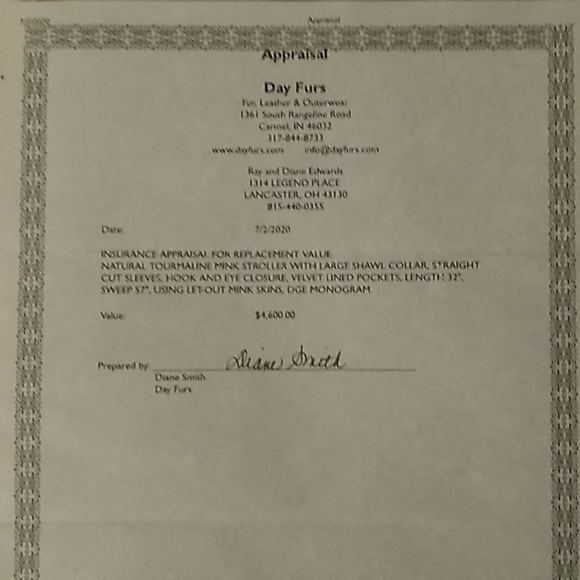 Appraisal
Appraisal
Day Furs
Fur, Leather & Outerwear
1361 South Rangeline Road
Carmel, IN 46032
317-844-8733
www.dayfurs.com info@dayfurs.com
Ray and Diane Edwards
1314 LEGEND PLACE
LANCASTER, OH 43130
815-440-0355
Date: 7/2/2020
INSURANCE APPRAISAL FOR REPLACEMENT VALUE.
NATURAL TOURMALINE MINK STROLLER WITH LARGE SHAWL COLLAR, STRAIGHT
CUT SLEEVES, HOOK AND EYE CLOSURE, VELVET LINED POCKETS, LENGTH: 32",
SWEEP 57", USING LET-OUT MINK SKINS, DGE MONOGRAM.
Value: $4,600.00
Prepared by: Diane Smith
Diane Smith
Day Furs